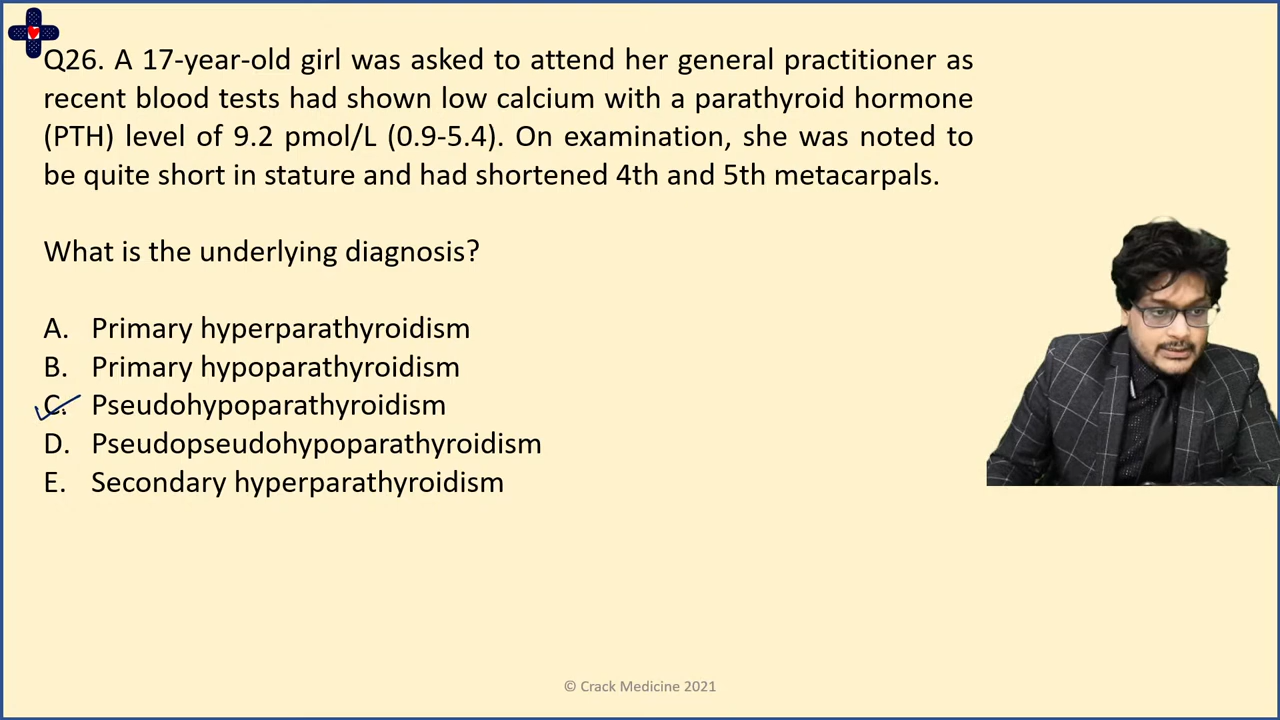 Q26. A 17-year-old girl was asked to attend her general practitioner as
recent blood tests had shown low calcium with a parathyroid hormone
(PTH) level of 9.2 pmol/L (0.9-5.4). On examination, she was noted to
be quite short in stature and had shortened 4th and 5th metacarpals.
What is the underlying diagnosis?
A. Primary hyperparathyroidism
B. Primary hypoparathyroidism
C. Pseudohypoparathyroidism
D. Pseudopseudohypoparathyroidism
E. Secondary hyperparathyroidism
© Crack Medicine 2021